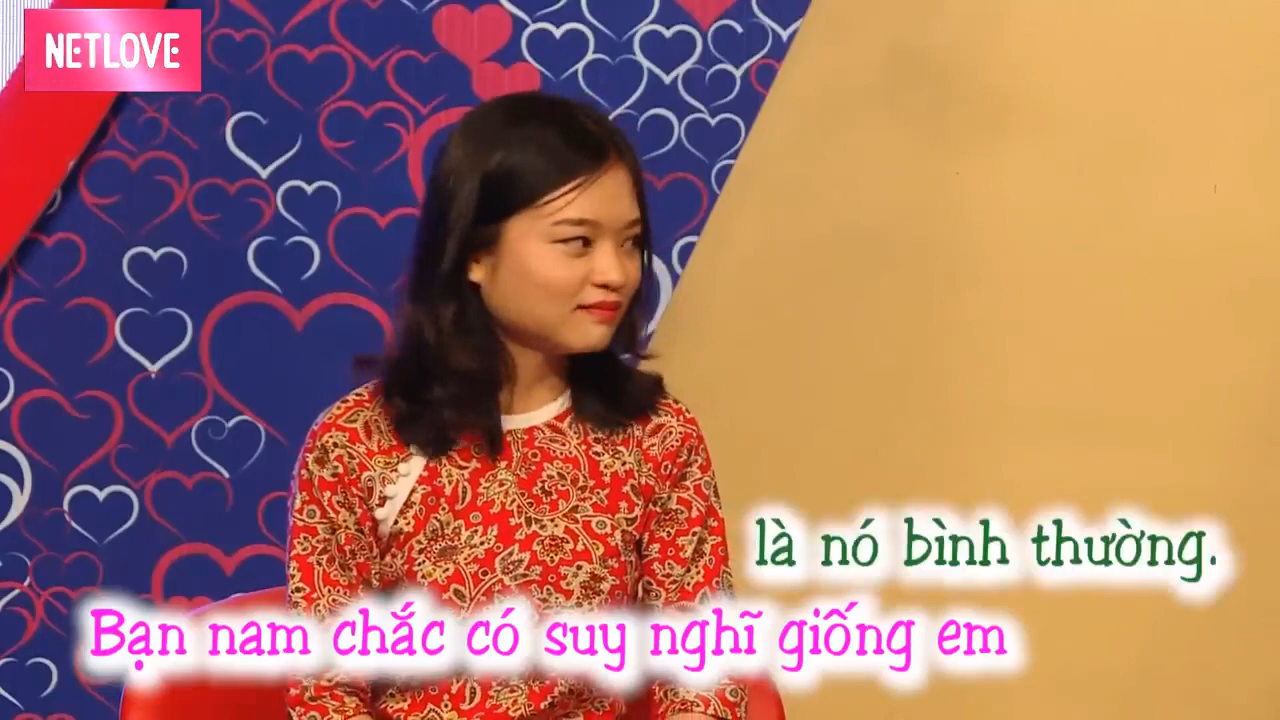 NETLOVE
là nó bình thường.
Bạn nam chắc có suy nghĩ giống em